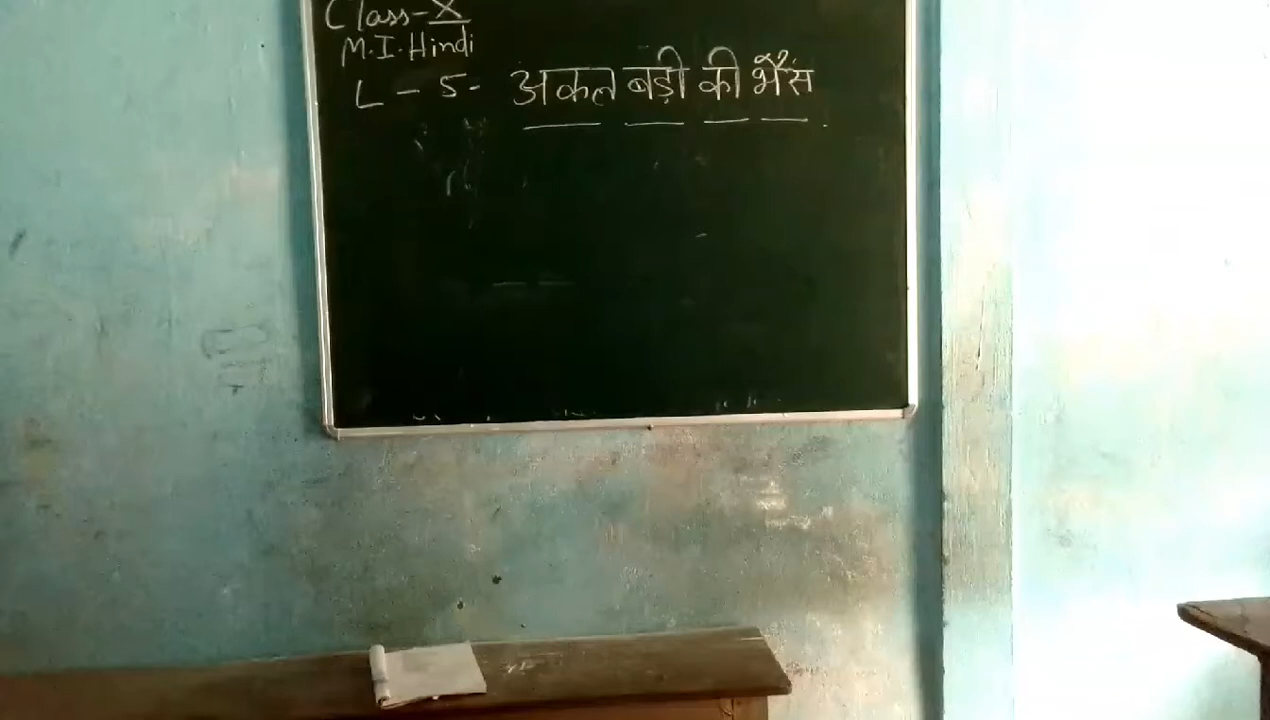 Class-X
M.I.Hindi
L - 5- अकल बड़ी की भैंस